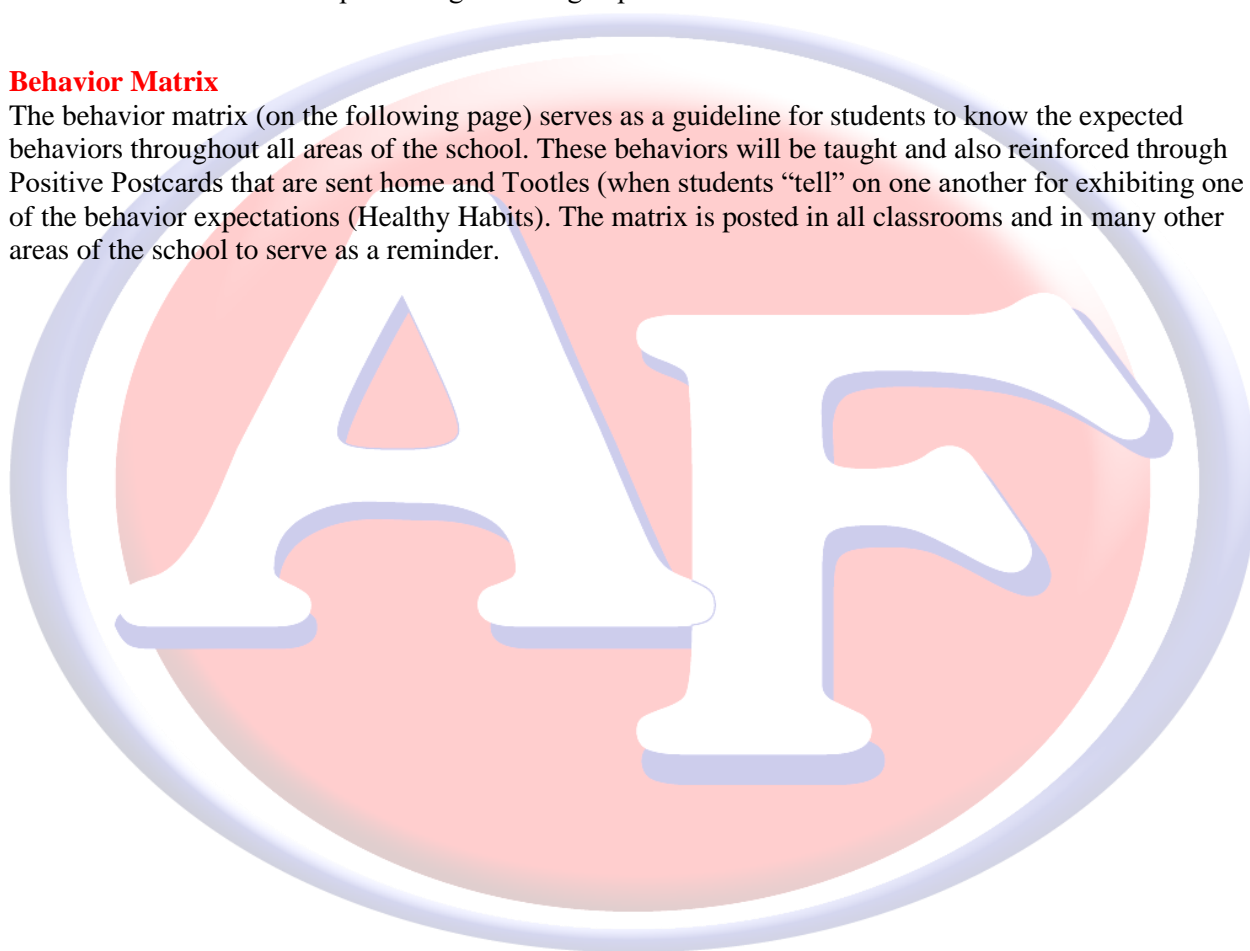 Behavior Matrix
The behavior matrix (on the following page) serves as a guideline for students to know the expected
behaviors throughout all areas of the school. These behaviors will be taught and also reinforced through
Positive Postcards that are sent home and Tootles (when students “tell” on one another for exhibiting one
of the behavior expectations (Healthy Habits). The matrix is posted in all classrooms and in many other
areas of the school to serve as a reminder.
AF